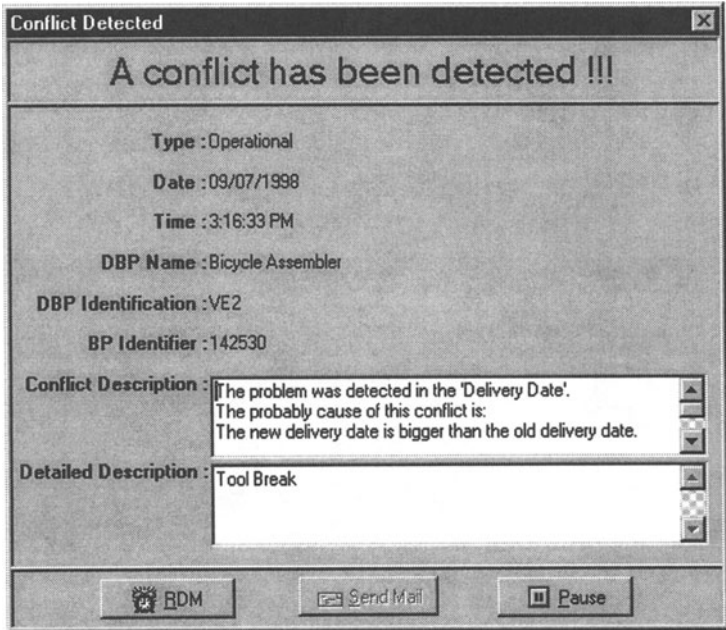 Conflict Detected
A conflict has been detected !!!
Type : Operational
Date : 09/07/1998
Time : 3:16:33 PM
DBP Name : Bicycle Assembler
DBP Identification : VE2
BP Identifier : 142530
Conflict Description : The problem was detected in the 'Delivery Date'.
The probably cause of this conflict is:
The new delivery date is bigger than the old delivery date.
Detailed Description : Tool Break
RDM Send Mail Pause